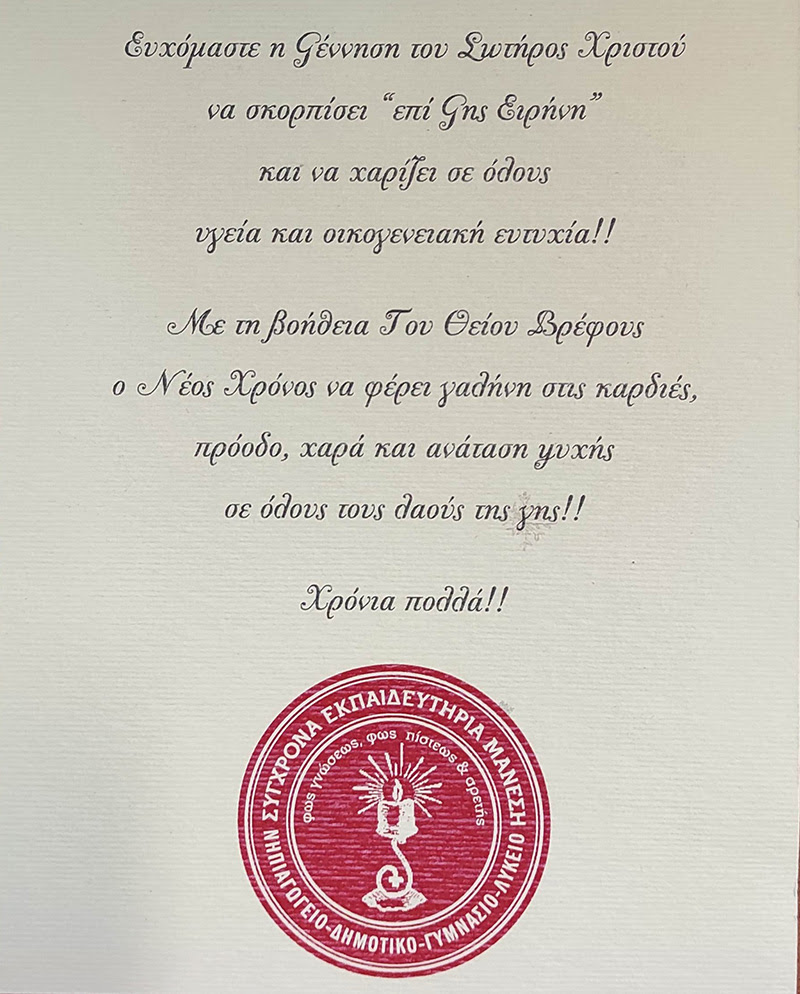 Ευχόμαστε η Γέννηση του Σωτήρος Χριστού
να σκορπίσει “επί Γης Ειρήνη”
και να χαρίζει σε όλους
υγεία και οικογενειακή ευτυχία!!
Με τη βοήθεια Του Θείου Βρέφους
ο Νέος Χρόνος να φέρει γαλήνη στις καρδιές,
πρόοδο, χαρά και ανάταση ψυχής
σε όλους τους λαούς της γης!!
Χρόνια πολλά!!
ΣΥΓΧΡΟΝΑ ΕΚΠΑΙΔΕΥΤΗΡΙΑ ΜΑΝΕΣΗ
φως γνώσεως, φως πίστεως & αρετής
ΝΗΠΙΑΓΩΓΕΙΟ-ΔΗΜΟΤΙΚΟ-ΓΥΜΝΑΣΙΟ-ΛΥΚΕΙΟ